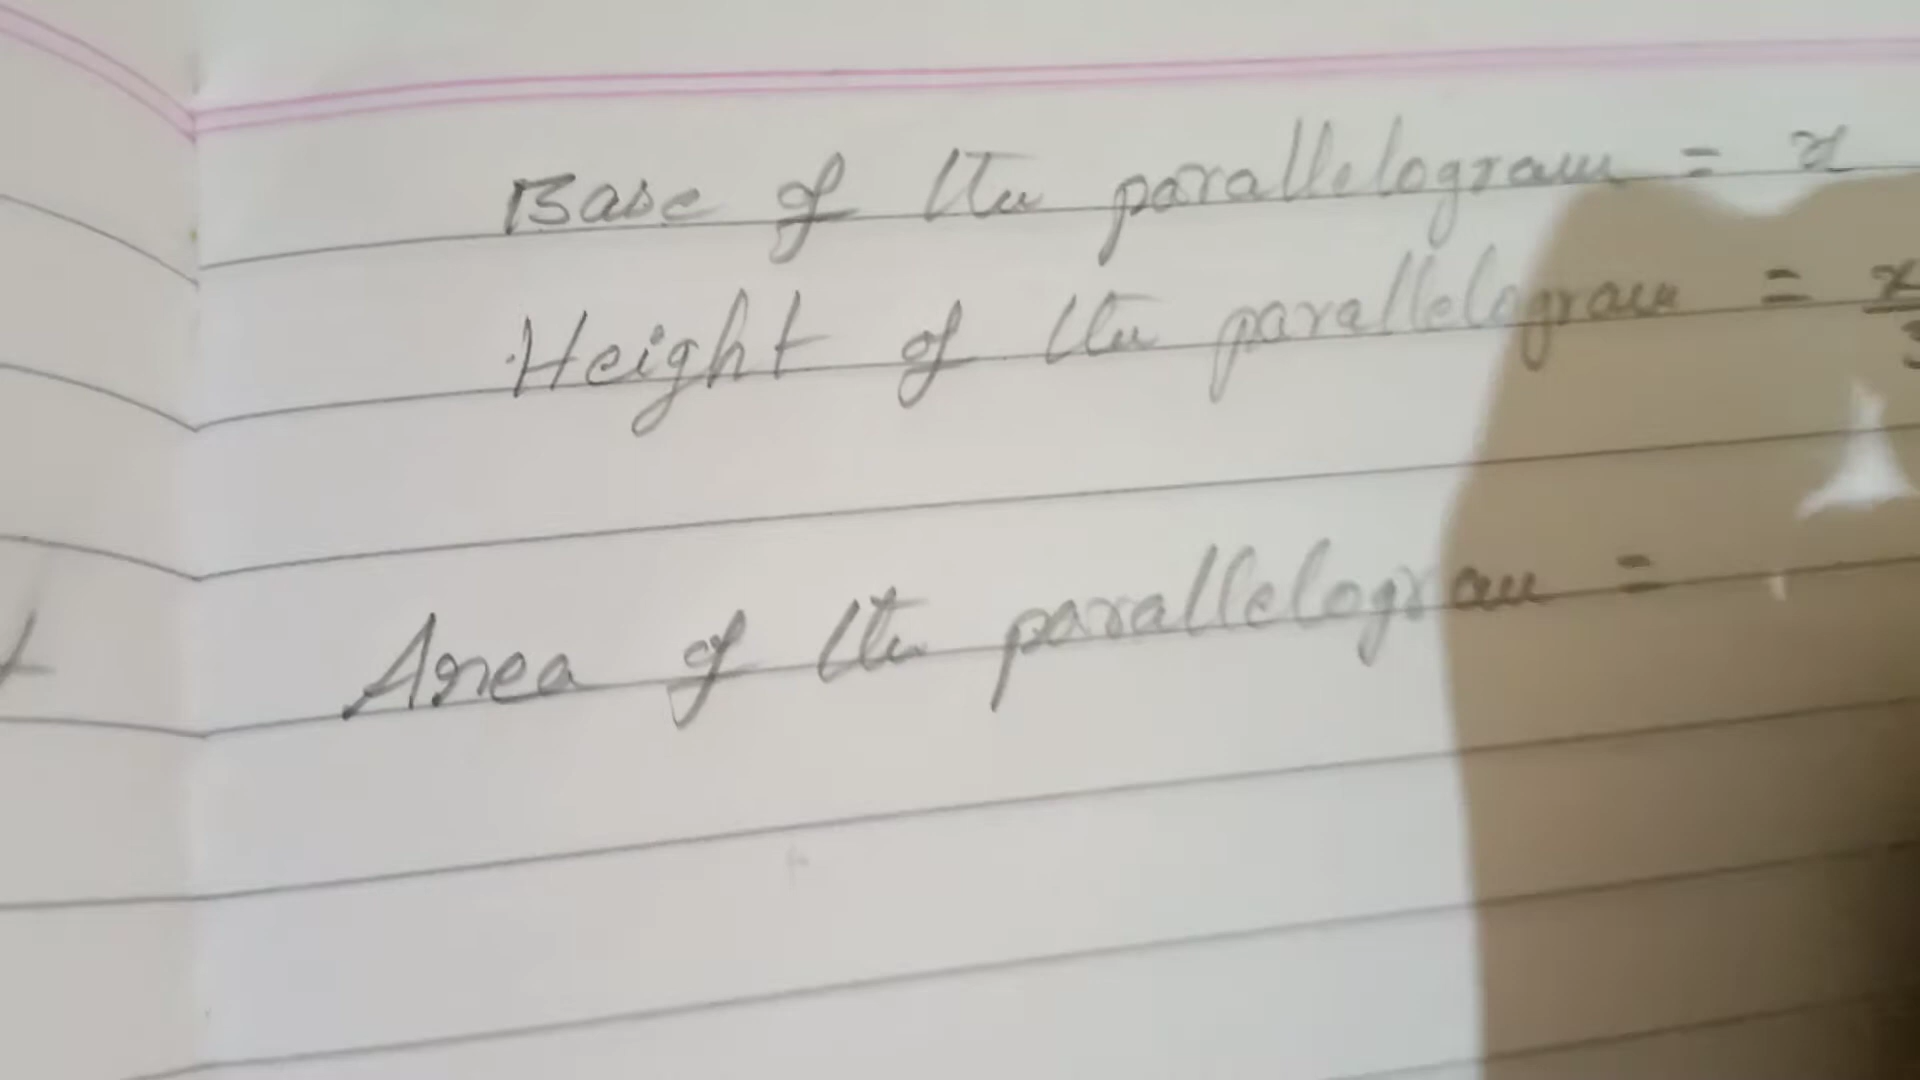 Base of the parallelogram = x
Height of the parallelogram = x/3
Area of the parallelogram =